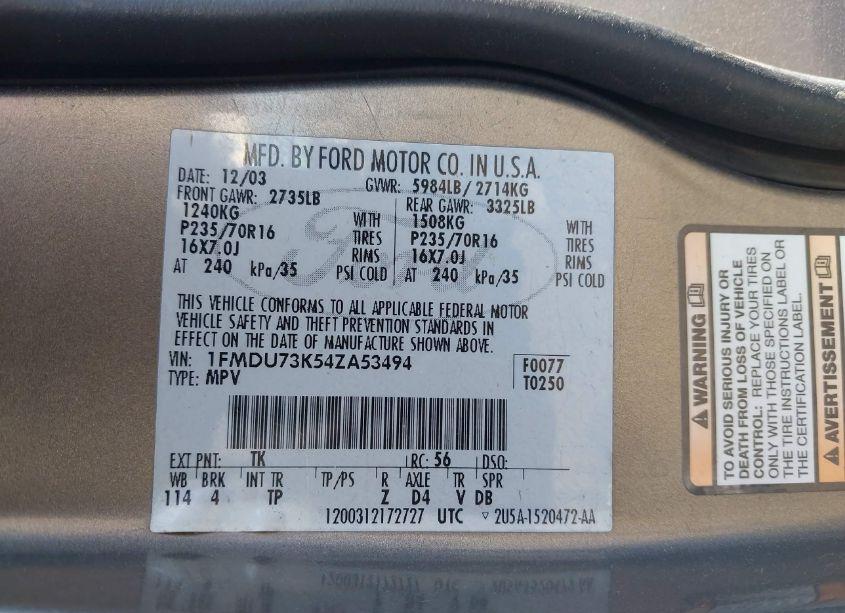 MFD. BY FORD MOTOR CO. IN U.S.A.
DATE: 12/03 GVWR: 5984LB/ 2714KG
FRONT GAWR: 2735LB REAR GAWR: 3325LB
1240KG WITH 1508KG WITH
P235/70R16 TIRES P235/70R16 TIRES
16X7.0J RIMS 16X7.0J RIMS
AT 240 kPa/35 PSI COLD AT 240 kPa/35 PSI COLD
Ford
THIS VEHICLE CONFORMS TO ALL APPLICABLE FEDERAL MOTOR
VEHICLE SAFETY AND THEFT PREVENTION STANDARDS IN
EFFECT ON THE DATE OF MANUFACTURE SHOWN ABOVE.
VIN: 1FMDU73K54ZA53494 F0077
TYPE: MPV T0250
EXT PNT: TK RC: 56 DSO:
WB BRK INT TR TP/PS R AXLE TR SPR
114 4 TP Z D4 V DB
1200312172727 UTC ▽ 2U5A-1520472-AA
WARNING
TO AVOID SERIOUS INJURY OR
DEATH FROM LOSS OF VEHICLE
CONTROL: REPLACE YOUR TIRES
ONLY WITH THOSE SPECIFIED ON
THE TIRE INSTRUCTIONS LABEL OR
THE CERTIFICATION LABEL.
AVERTISSEMENT